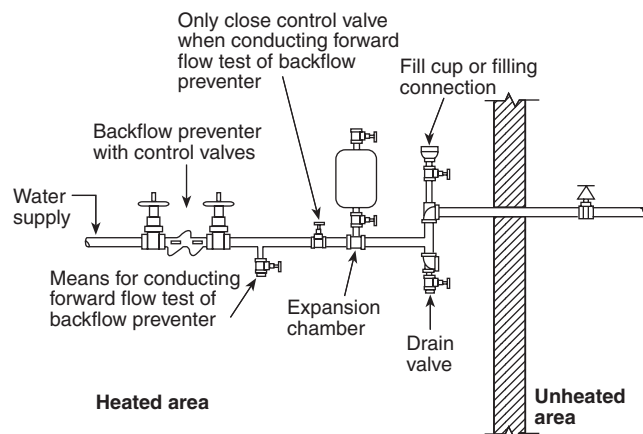 Only close control valve
when conducting forward
flow test of backflow
preventer
Fill cup or filling
connection
Backflow preventer
with control valves
Water
supply
Means for conducting
forward flow test of
backflow preventer
Expansion
chamber
Drain
valve
Heated area
Unheated
area